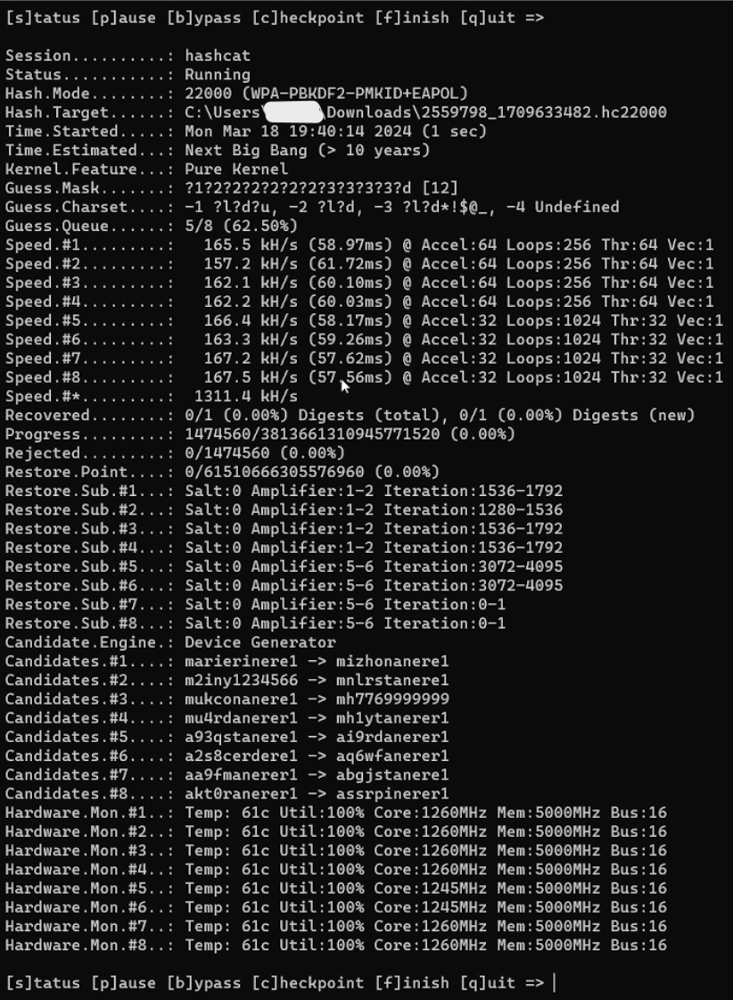 [s]tatus [p]ause [b]ypass [c]heckpoint [f]inish [q]uit =>
Session..........: hashcat
Status...........: Running
Hash.Mode........: 22000 (WPA-PBKDF2-PMKID+EAPOL)
Hash.Target......: C:\Users\ \Downloads\2559798_1709633482.hc22000
Time.Started.....: Mon Mar 18 19:40:14 2024 (1 sec)
Time.Estimated...: Next Big Bang (> 10 years)
Kernel.Feature...: Pure Kernel
Guess.Mask.......: ?1?2?2?2?2?2?2?3?3?3?3?d [12]
Guess.Charset....: -1 ?l?d?u, -2 ?l?d, -3 ?l?d*!$@_, -4 Undefined
Guess.Queue......: 5/8 (62.50%)
Speed.#1.........:   165.5 kH/s (58.97ms) @ Accel:64 Loops:256 Thr:64 Vec:1
Speed.#2.........:   157.2 kH/s (61.72ms) @ Accel:64 Loops:256 Thr:64 Vec:1
Speed.#3.........:   162.1 kH/s (60.10ms) @ Accel:64 Loops:256 Thr:64 Vec:1
Speed.#4.........:   162.2 kH/s (60.03ms) @ Accel:64 Loops:256 Thr:64 Vec:1
Speed.#5.........:   166.4 kH/s (58.17ms) @ Accel:32 Loops:1024 Thr:32 Vec:1
Speed.#6.........:   163.3 kH/s (59.26ms) @ Accel:32 Loops:1024 Thr:32 Vec:1
Speed.#7.........:   167.2 kH/s (57.62ms) @ Accel:32 Loops:1024 Thr:32 Vec:1
Speed.#8.........:   167.5 kH/s (57.56ms) @ Accel:32 Loops:1024 Thr:32 Vec:1
Speed.#*.........:  1311.4 kH/s
Recovered........: 0/1 (0.00%) Digests (total), 0/1 (0.00%) Digests (new)
Progress.........: 1474560/3813661310945771520 (0.00%)
Rejected.........: 0/1474560 (0.00%)
Restore.Point....: 0/61510666305576960 (0.00%)
Restore.Sub.#1...: Salt:0 Amplifier:1-2 Iteration:1536-1792
Restore.Sub.#2...: Salt:0 Amplifier:1-2 Iteration:1280-1536
Restore.Sub.#3...: Salt:0 Amplifier:1-2 Iteration:1536-1792
Restore.Sub.#4...: Salt:0 Amplifier:1-2 Iteration:1536-1792
Restore.Sub.#5...: Salt:0 Amplifier:5-6 Iteration:3072-4095
Restore.Sub.#6...: Salt:0 Amplifier:5-6 Iteration:3072-4095
Restore.Sub.#7...: Salt:0 Amplifier:5-6 Iteration:0-1
Restore.Sub.#8...: Salt:0 Amplifier:5-6 Iteration:0-1
Candidate.Engine.: Device Generator
Candidates.#1....: marierinere1 -> mizhonanere1
Candidates.#2....: m2iny1234566 -> mnlrstanere1
Candidates.#3....: mukconanere1 -> mh7769999999
Candidates.#4....: mu4rdanerer1 -> mh1ytanerer1
Candidates.#5....: a93qstanere1 -> ai9rdanerer1
Candidates.#6....: a2s8cerdere1 -> aq6wfanerer1
Candidates.#7....: aa9fmanerer1 -> abgjstanere1
Candidates.#8....: akt0ranerer1 -> assrpinerer1
Hardware.Mon.#1..: Temp: 61c Util:100% Core:1260MHz Mem:5000MHz Bus:16
Hardware.Mon.#2..: Temp: 61c Util:100% Core:1260MHz Mem:5000MHz Bus:16
Hardware.Mon.#3..: Temp: 61c Util:100% Core:1260MHz Mem:5000MHz Bus:16
Hardware.Mon.#4..: Temp: 61c Util:100% Core:1260MHz Mem:5000MHz Bus:16
Hardware.Mon.#5..: Temp: 61c Util:100% Core:1245MHz Mem:5000MHz Bus:16
Hardware.Mon.#6..: Temp: 61c Util:100% Core:1245MHz Mem:5000MHz Bus:16
Hardware.Mon.#7..: Temp: 61c Util:100% Core:1260MHz Mem:5000MHz Bus:16
Hardware.Mon.#8..: Temp: 61c Util:100% Core:1260MHz Mem:5000MHz Bus:16
[s]tatus [p]ause [b]ypass [c]heckpoint [f]inish [q]uit =>